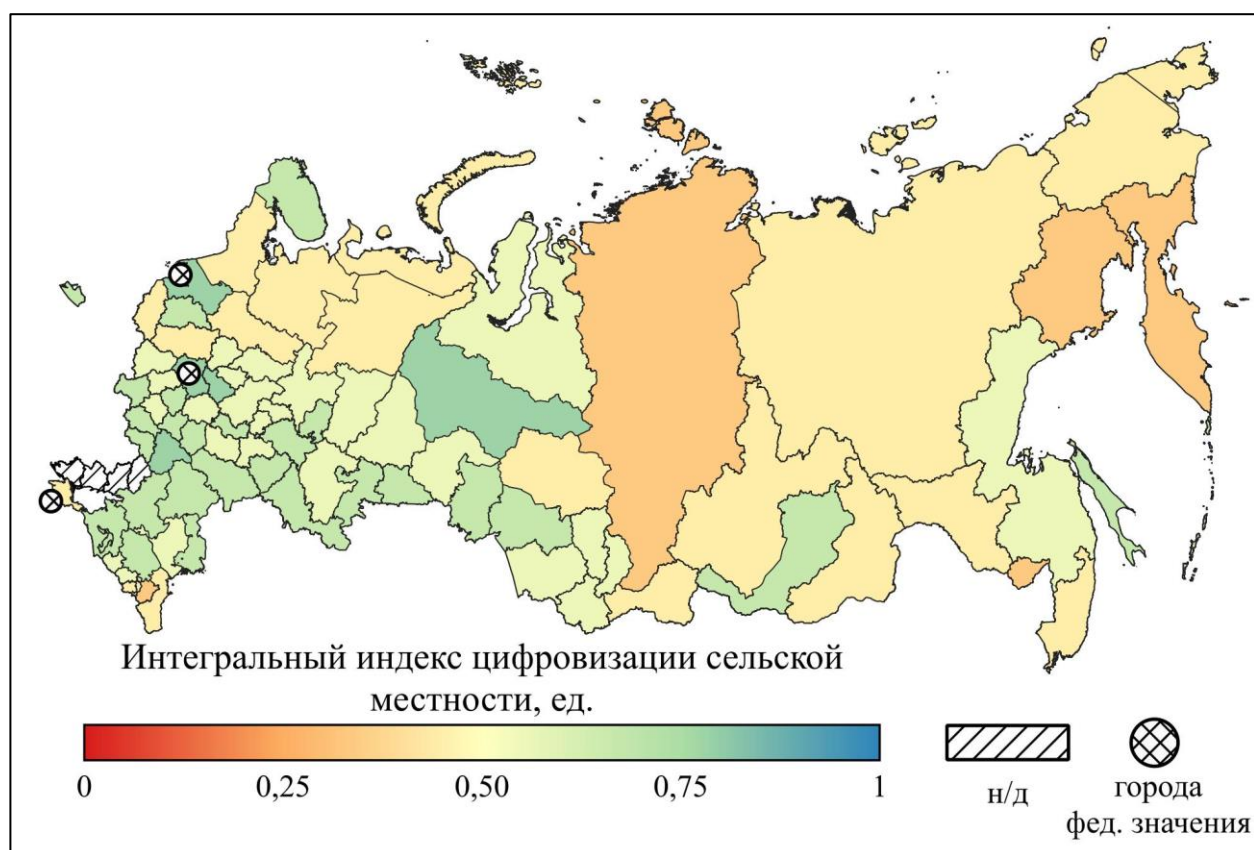 Интегральный индекс цифровизации сельской
местности, ед.
0
0,25
0,50
0,75
1
н/д
города
фед. значения